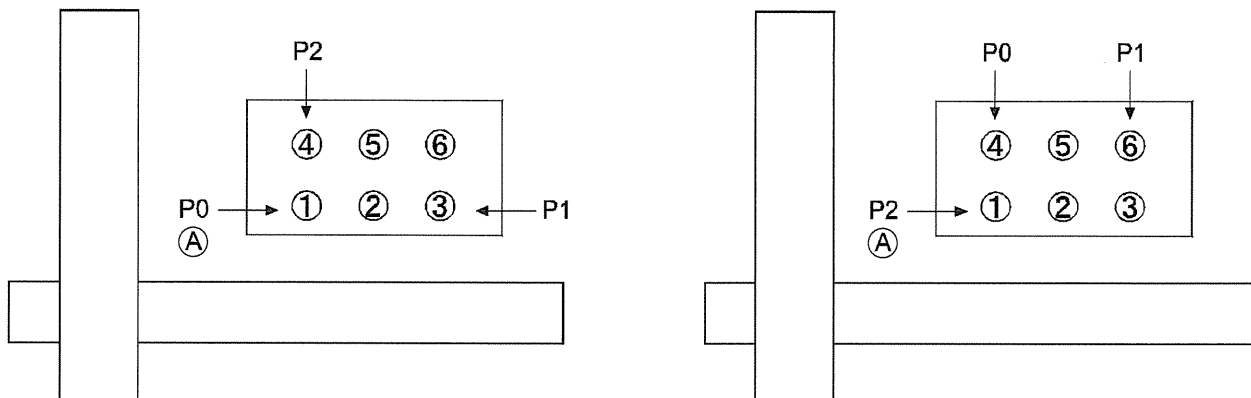 P2
④ ⑤ ⑥
P0 ① ② ③ P1
Ⓐ
P0 P1
④ ⑤ ⑥
P2 ① ② ③
Ⓐ